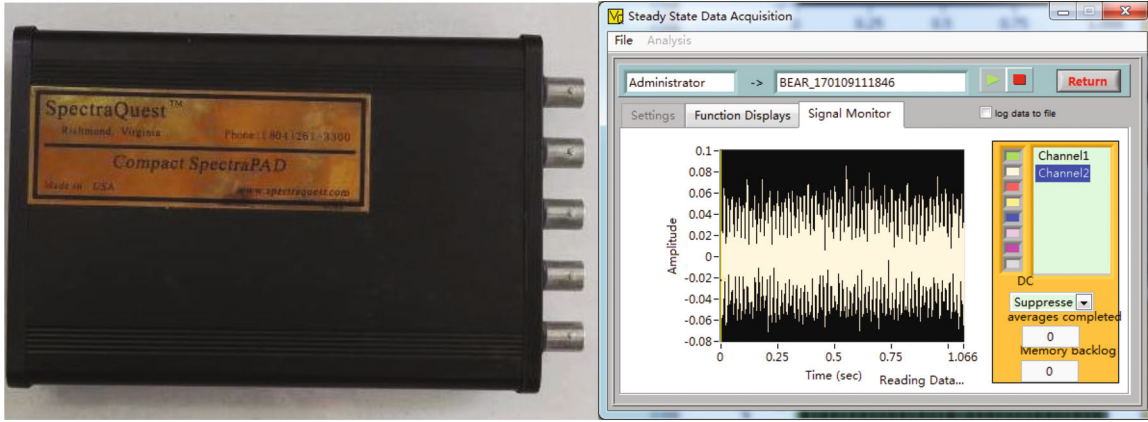 SpectraQuest™
Richmond, Virginia Phone:(804)261-3300
Compact SpectraPAD
Made in USA www.spectraquest.com
Steady State Data Acquisition
File Analysis
Administrator -> BEAR_170109111846 Return
Settings Function Displays Signal Monitor log data to file
0.1
0.08
0.06
0.04
0.02
0
-0.02
-0.04
-0.06
-0.08
Amplitude
0 0.25 0.5 0.75 1.066
Time (sec) Reading Data...
Channel1
Channel2
DC
Suppresse
averages completed
0
Memory backlog
0